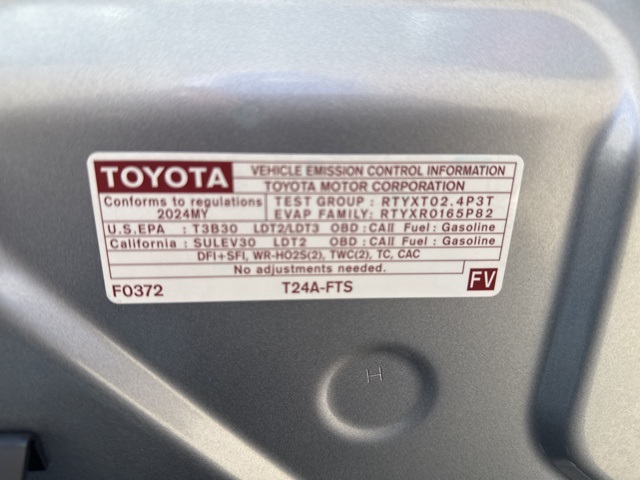 TOYOTA VEHICLE EMISSION CONTROL INFORMATION
TOYOTA MOTOR CORPORATION
Conforms to regulations TEST GROUP : RTYXT02.4P3T
2024MY EVAP FAMILY: RTYXR0165P82
U.S.EPA : T3B30 LDT2/LDT3 OBD : CAII Fuel : Gasoline
California : SULEV30 LDT2 OBD : CAII Fuel : Gasoline
DFI+SFI, WR-HO2S(2), TWC(2), TC, CAC
No adjustments needed.
F0372 T24A-FTS FV
H